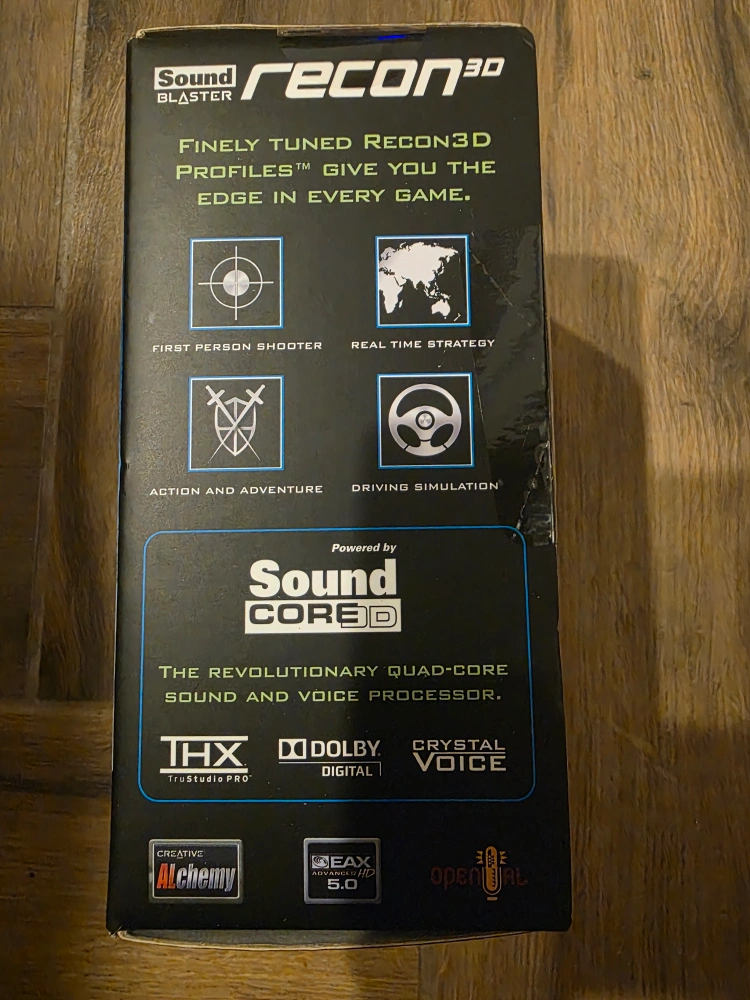 Sound BLASTER recon3D
FINELY TUNED RECON3D
PROFILES™ GIVE YOU THE
EDGE IN EVERY GAME.
FIRST PERSON SHOOTER
REAL TIME STRATEGY
ACTION AND ADVENTURE
DRIVING SIMULATION
Powered by
Sound
CORE3D
THE REVOLUTIONARY QUAD-CORE
SOUND AND VOICE PROCESSOR.
THX
TruStudio PRO™
DOLBY
DIGITAL
CRYSTAL
VOICE
CREATIVE
ALchemy
EAX
ADVANCED HD
5.0
OPENAL